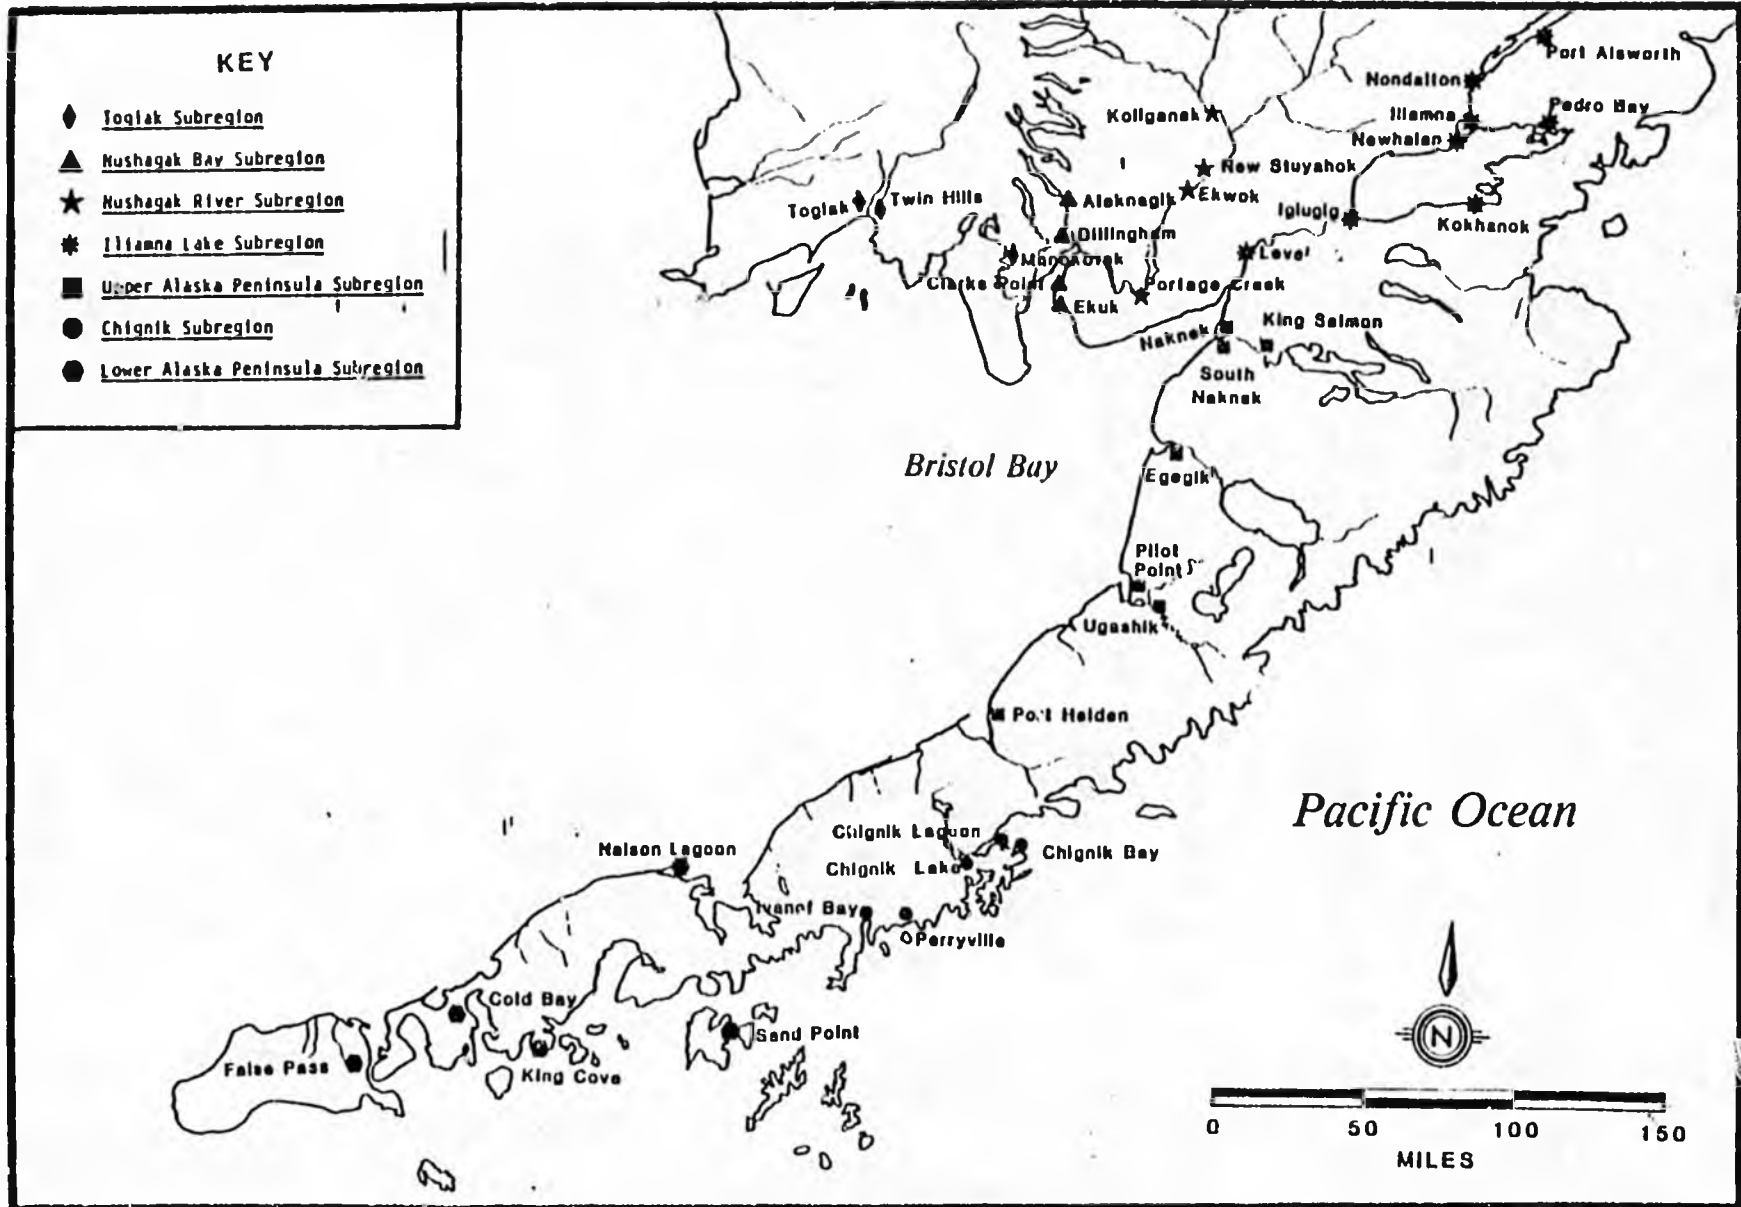 KEY
Togiak Subregion
Nushagak Bay Subregion
Nushagak River Subregion
Iliamna Lake Subregion
Upper Alaska Peninsula Subregion
Chignik Subregion
Lower Alaska Peninsula Subregion
Port Alsworth
Nondalton
Pedro Bay
Iliamna
Newhalen
Koliganek
New Stuyahok
Ekwok
Aleknagik
Twin Hills
Togiak
Igiugig
Kokhanok
Dillingham
Manokotak
Level
Clarks Point
Portage Creek
Ekuk
King Salmon
Naknek
South
Naknek
Bristol Bay
Egegik
Pilot
Point
Ugashik
Port Heiden
Pacific Ocean
Chignik Lagoon
Chignik Bay
Nelson Lagoon
Chignik Lake
Ivanof Bay
Perryville
Cold Bay
Sand Point
False Pass
King Cove
N
0 50 100 150
MILES